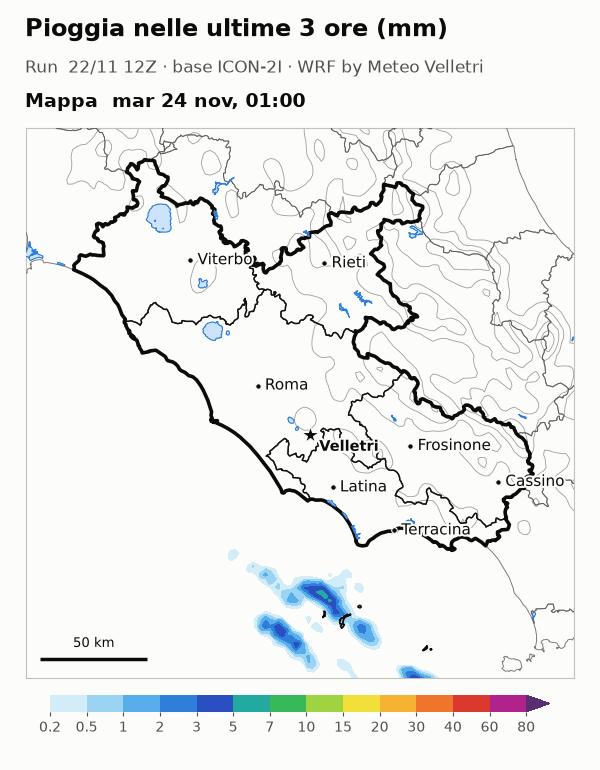 Pioggia nelle ultime 3 ore (mm)
Run  22/11 12Z · base ICON-2I · WRF by Meteo Velletri
Mappa  mar 24 nov, 01:00
Viterbo
Rieti
Roma
Velletri
Frosinone
Latina
Cassino
Terracina
50 km
0.2 0.5 1 2 3 5 7 10 15 20 30 40 60 80